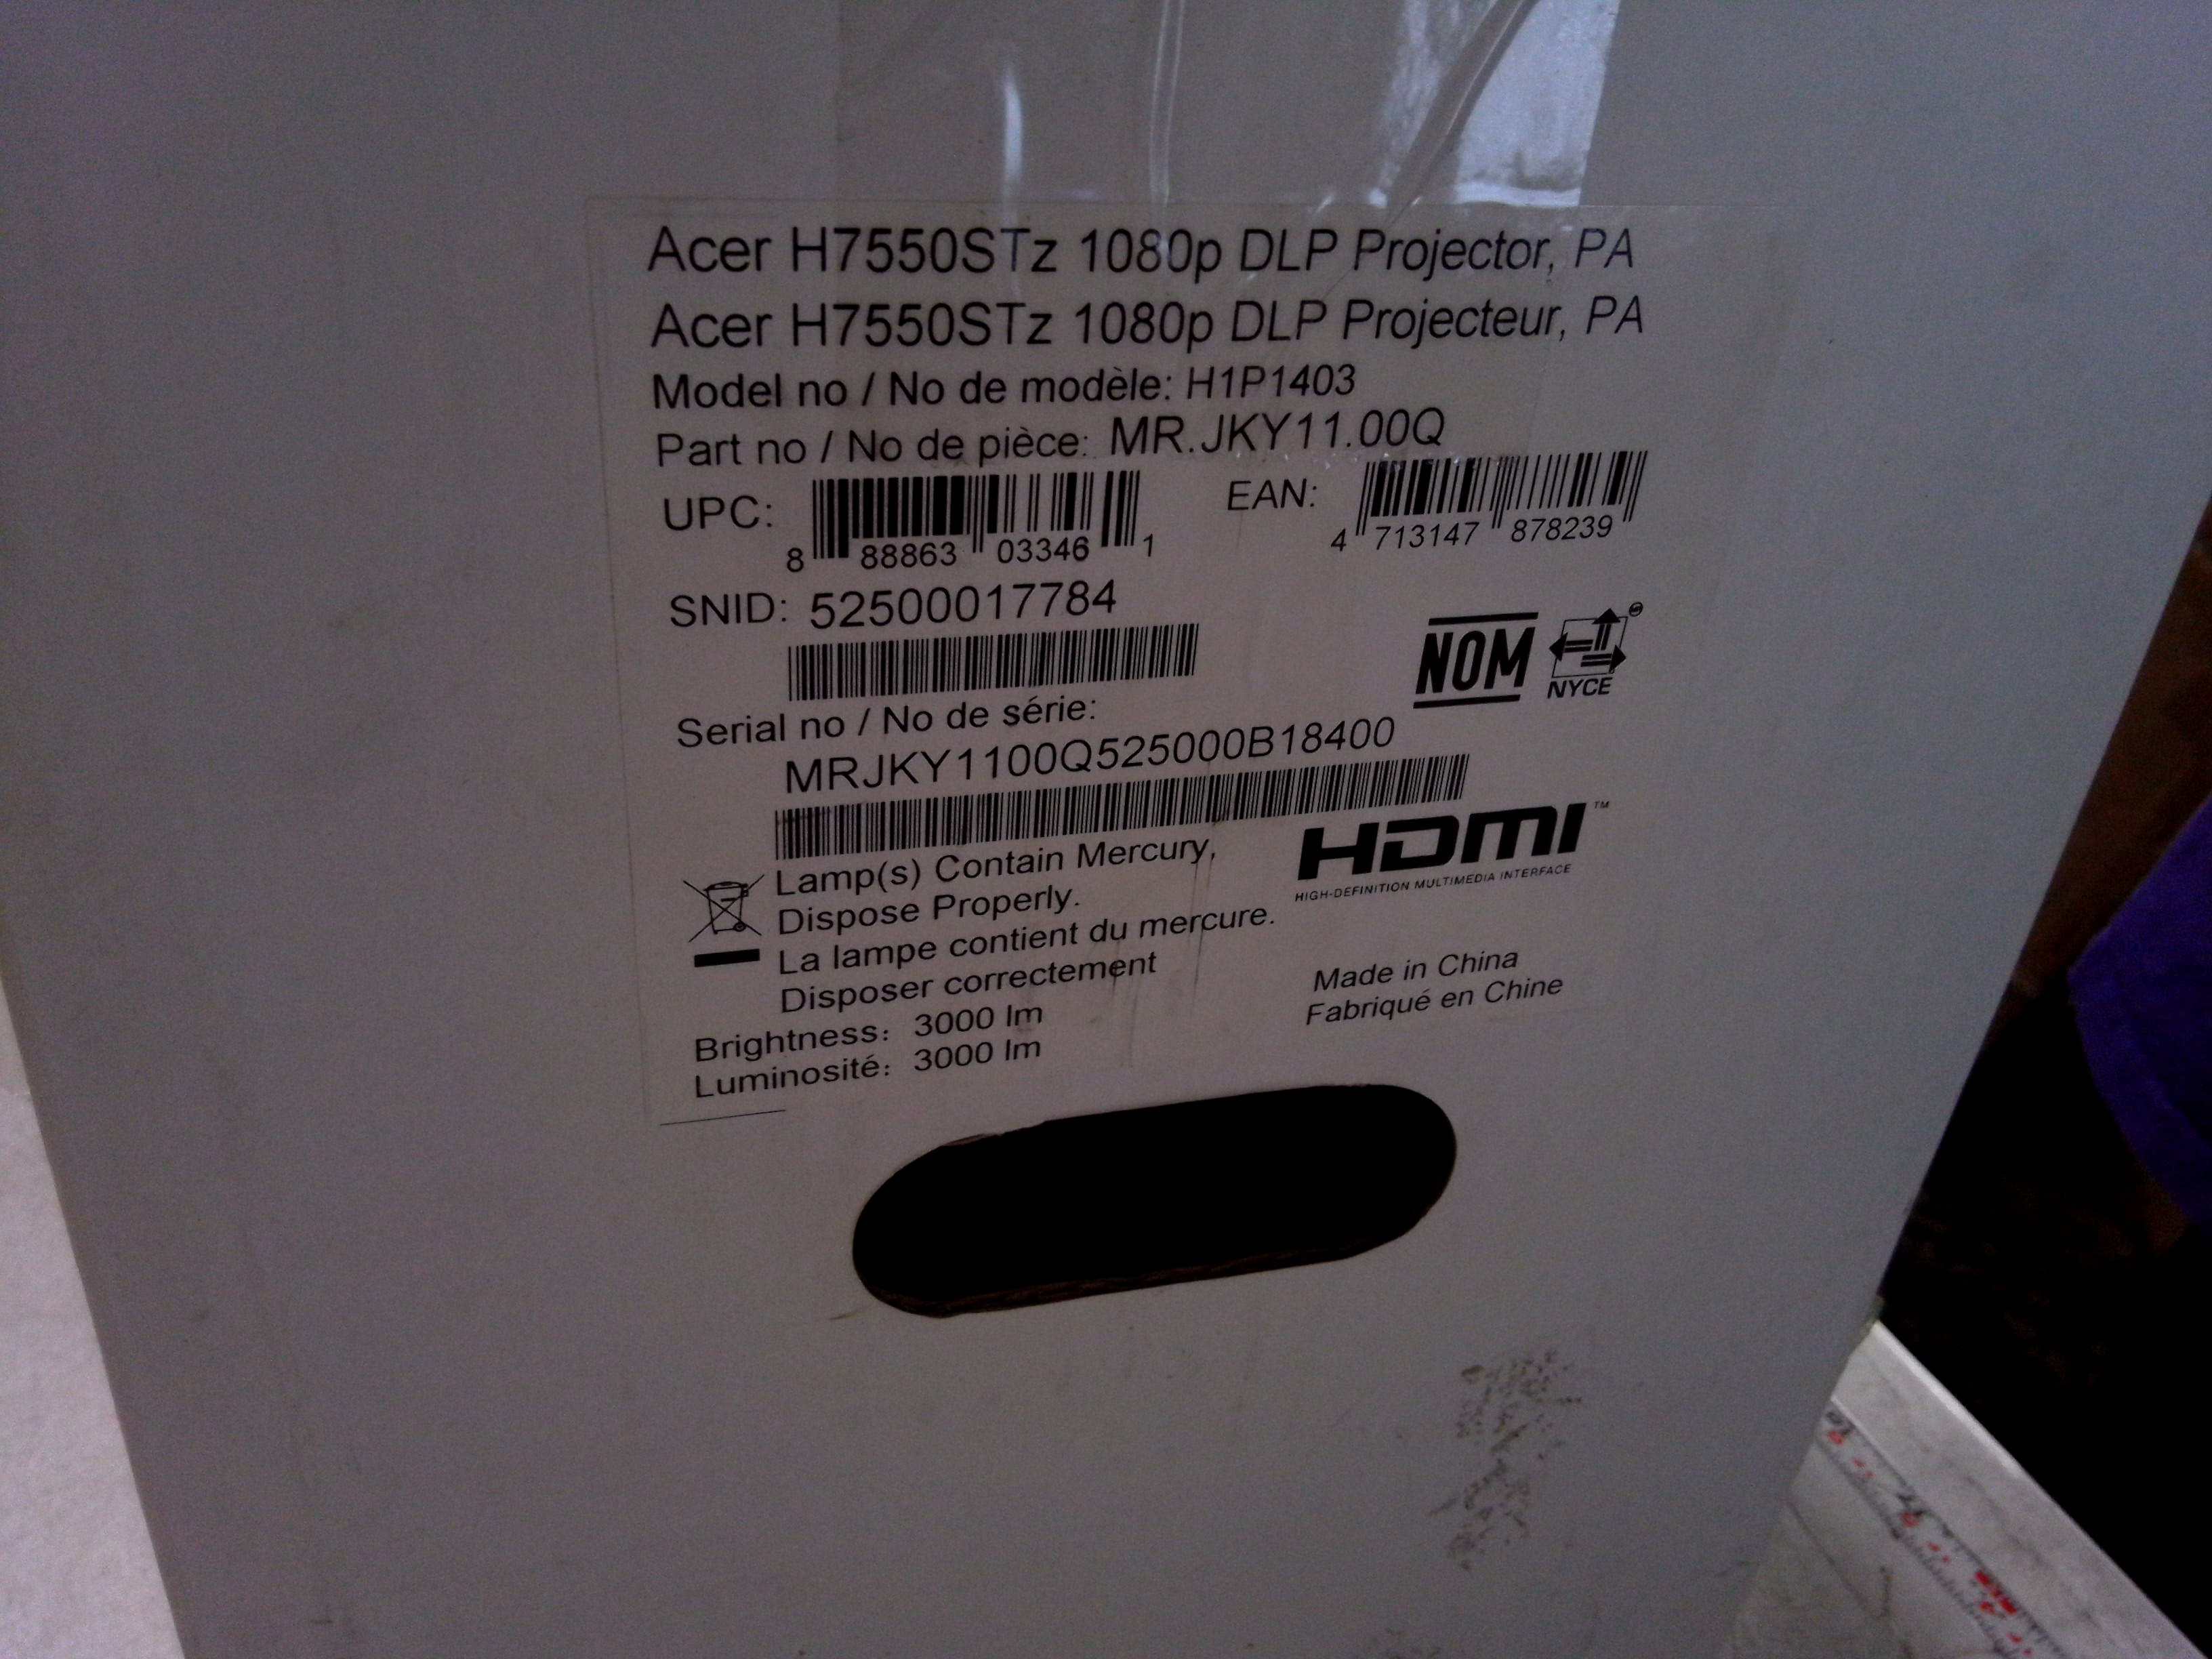 Acer H7550STz 1080p DLP Projector, PA
Acer H7550STz 1080p DLP Projecteur, PA
Model no / No de modèle: H1P1403
Part no / No de pièce: MR.JKY11.00Q
UPC: 8 88863 03346 1
EAN: 4 713147 878239
SNID: 52500017784
NOM
NYCE
Serial no / No de série:
MRJKY1100Q525000B18400
Lamp(s) Contain Mercury,
Dispose Properly.
La lampe contient du mercure.
Disposer correctement
HDMI™
HIGH-DEFINITION MULTIMEDIA INTERFACE
Made in China
Fabriqué en Chine
Brightness: 3000 lm
Luminosité: 3000 lm